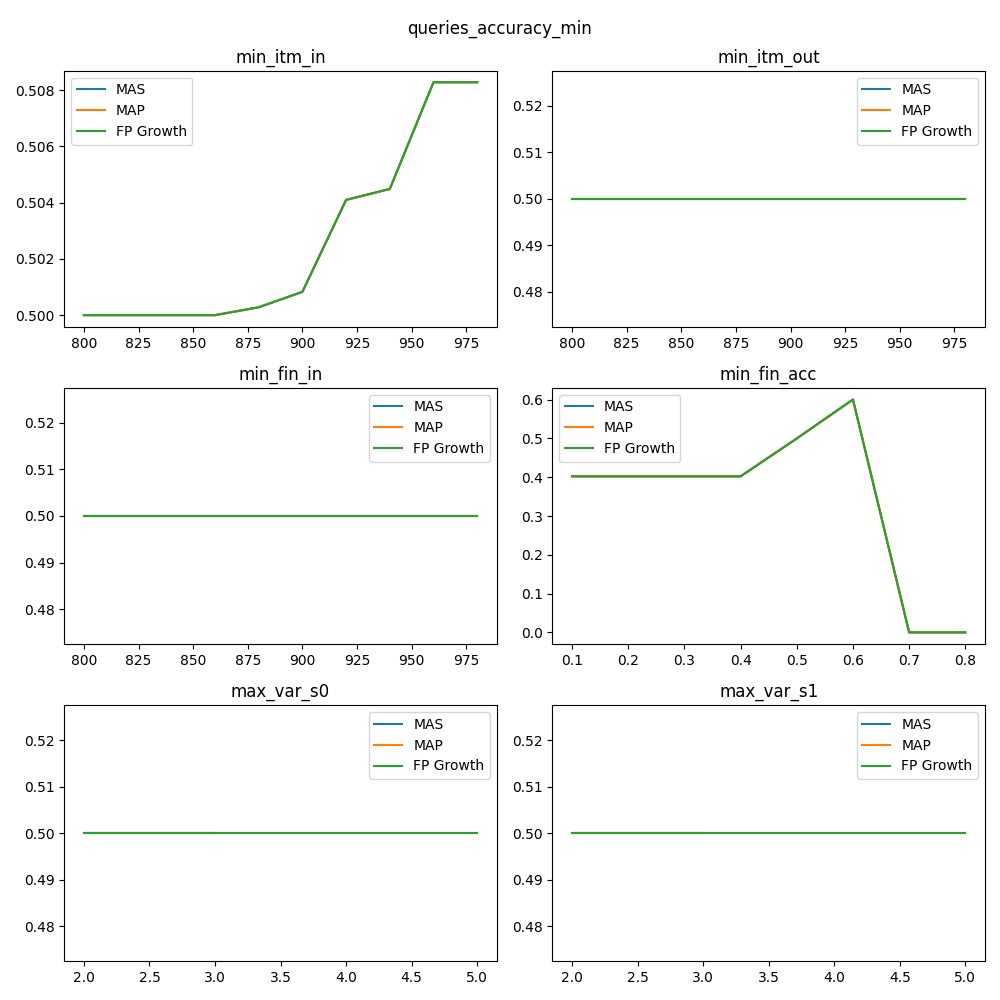 queries_accuracy_min
min_itm_in
MAS
MAP
FP Growth
0.508
0.506
0.504
0.502
0.500
800 825 850 875 900 925 950 975
min_itm_out
MAS
MAP
FP Growth
0.52
0.51
0.50
0.49
0.48
800 825 850 875 900 925 950 975
min_fin_in
MAS
MAP
FP Growth
0.52
0.51
0.50
0.49
0.48
800 825 850 875 900 925 950 975
min_fin_acc
MAS
MAP
FP Growth
0.6
0.5
0.4
0.3
0.2
0.1
0.0
0.1 0.2 0.3 0.4 0.5 0.6 0.7 0.8
max_var_s0
MAS
MAP
FP Growth
0.52
0.51
0.50
0.49
0.48
2.0 2.5 3.0 3.5 4.0 4.5 5.0
max_var_s1
MAS
MAP
FP Growth
0.52
0.51
0.50
0.49
0.48
2.0 2.5 3.0 3.5 4.0 4.5 5.0